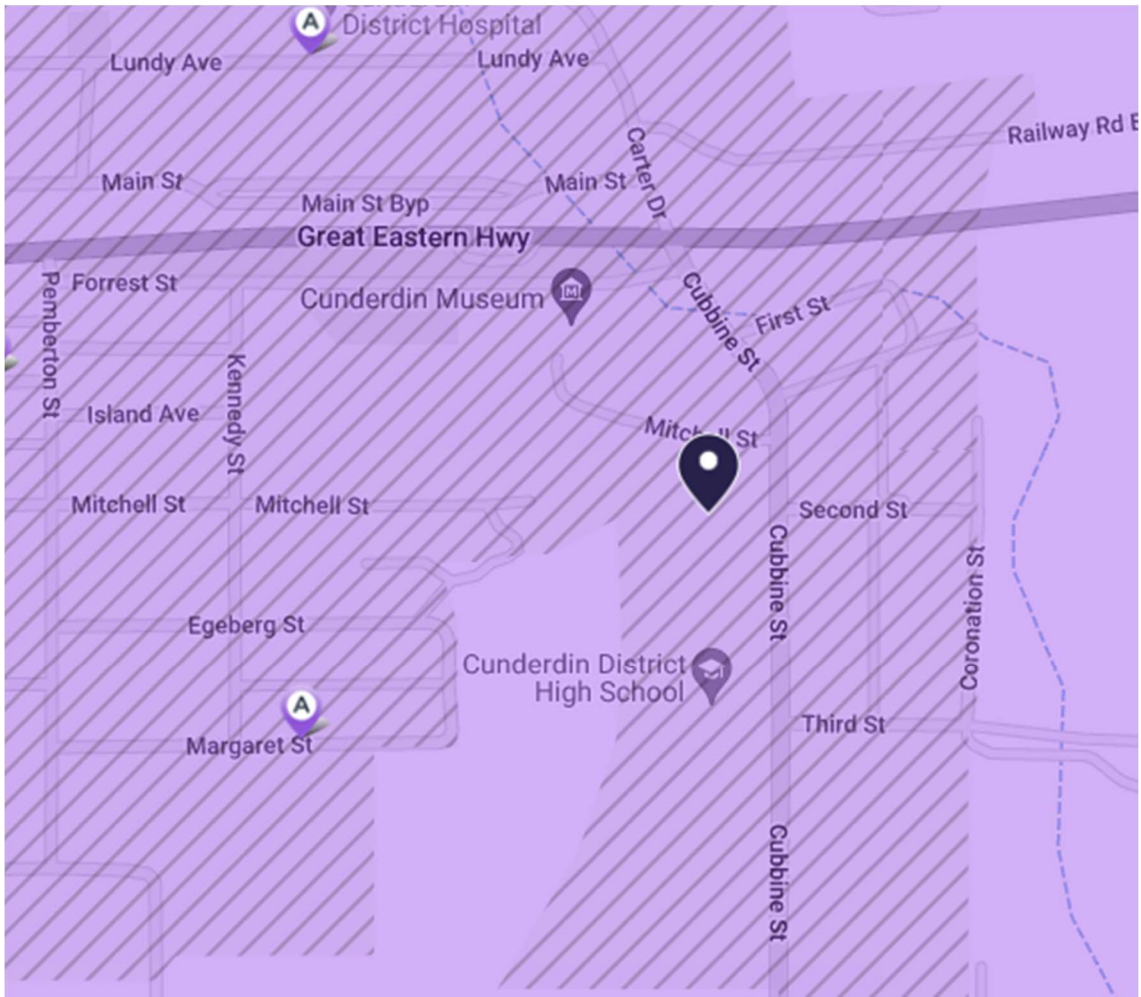 A
District Hospital
Lundy Ave
Lundy Ave
Carter Dr
Railway Rd E
Main St
Main St
Main St Byp
Great Eastern Hwy
Forrest St
Pemberton St
Cunderdin Museum
M
Cubbine St
First St
Kennedy St
Island Ave
Mitchell St
Mitchell St
Second St
Cubbine St
Coronation St
Egeberg St
Cunderdin District
High School
A
Margaret St
Third St
Cubbine St